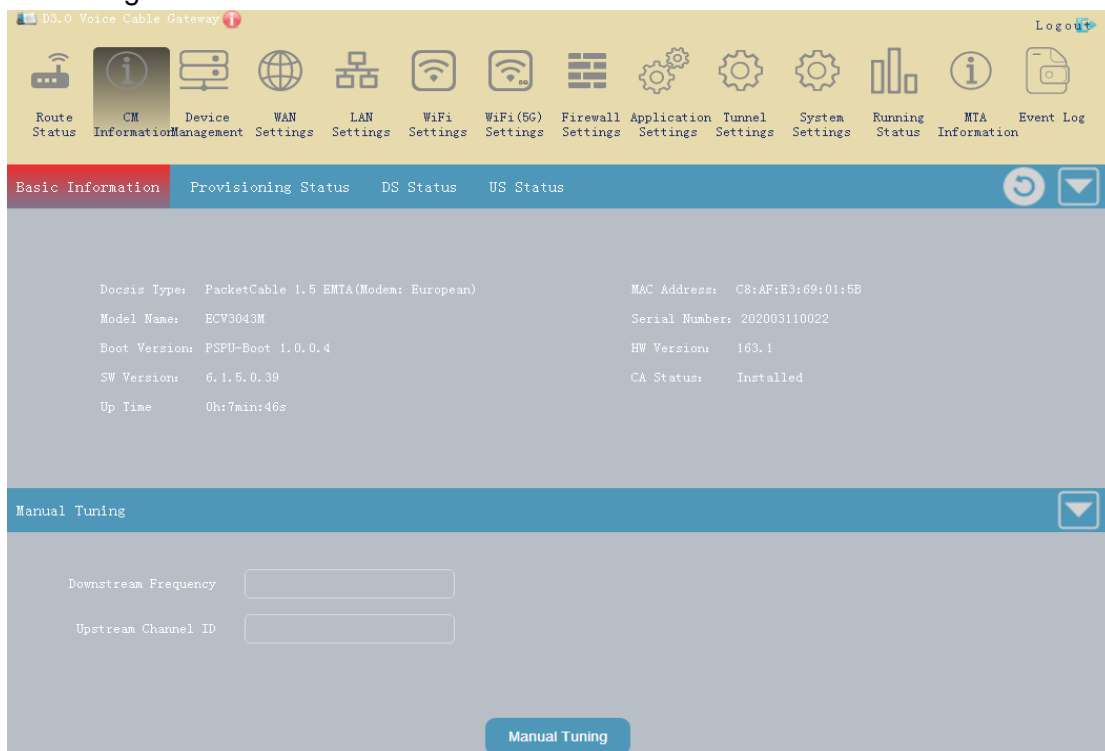 D3.0 Voice Cable Gateway
Logout
Route Status
CM Information
Device Management
WAN Settings
LAN Settings
WiFi Settings
WiFi(5G) Settings
Firewall Settings
Application Settings
Tunnel Settings
System Settings
Running Status
MTA Information
Event Log
Basic Information Provisioning Status DS Status US Status
Docsis Type: PacketCable 1.5 EMTA(Modem: European)
MAC Address: C8:AF:E3:69:01:5B
Model Name: ECV3043M
Serial Number: 202003110022
Boot Version: PSPU-Boot 1.0.0.4
HW Version: 163.1
SW Version: 6.1.5.0.39
CA Status: Installed
Up Time 0h:7min:46s
Manual Tuning
Downstream Frequency
Upstream Channel ID
Manual Tuning